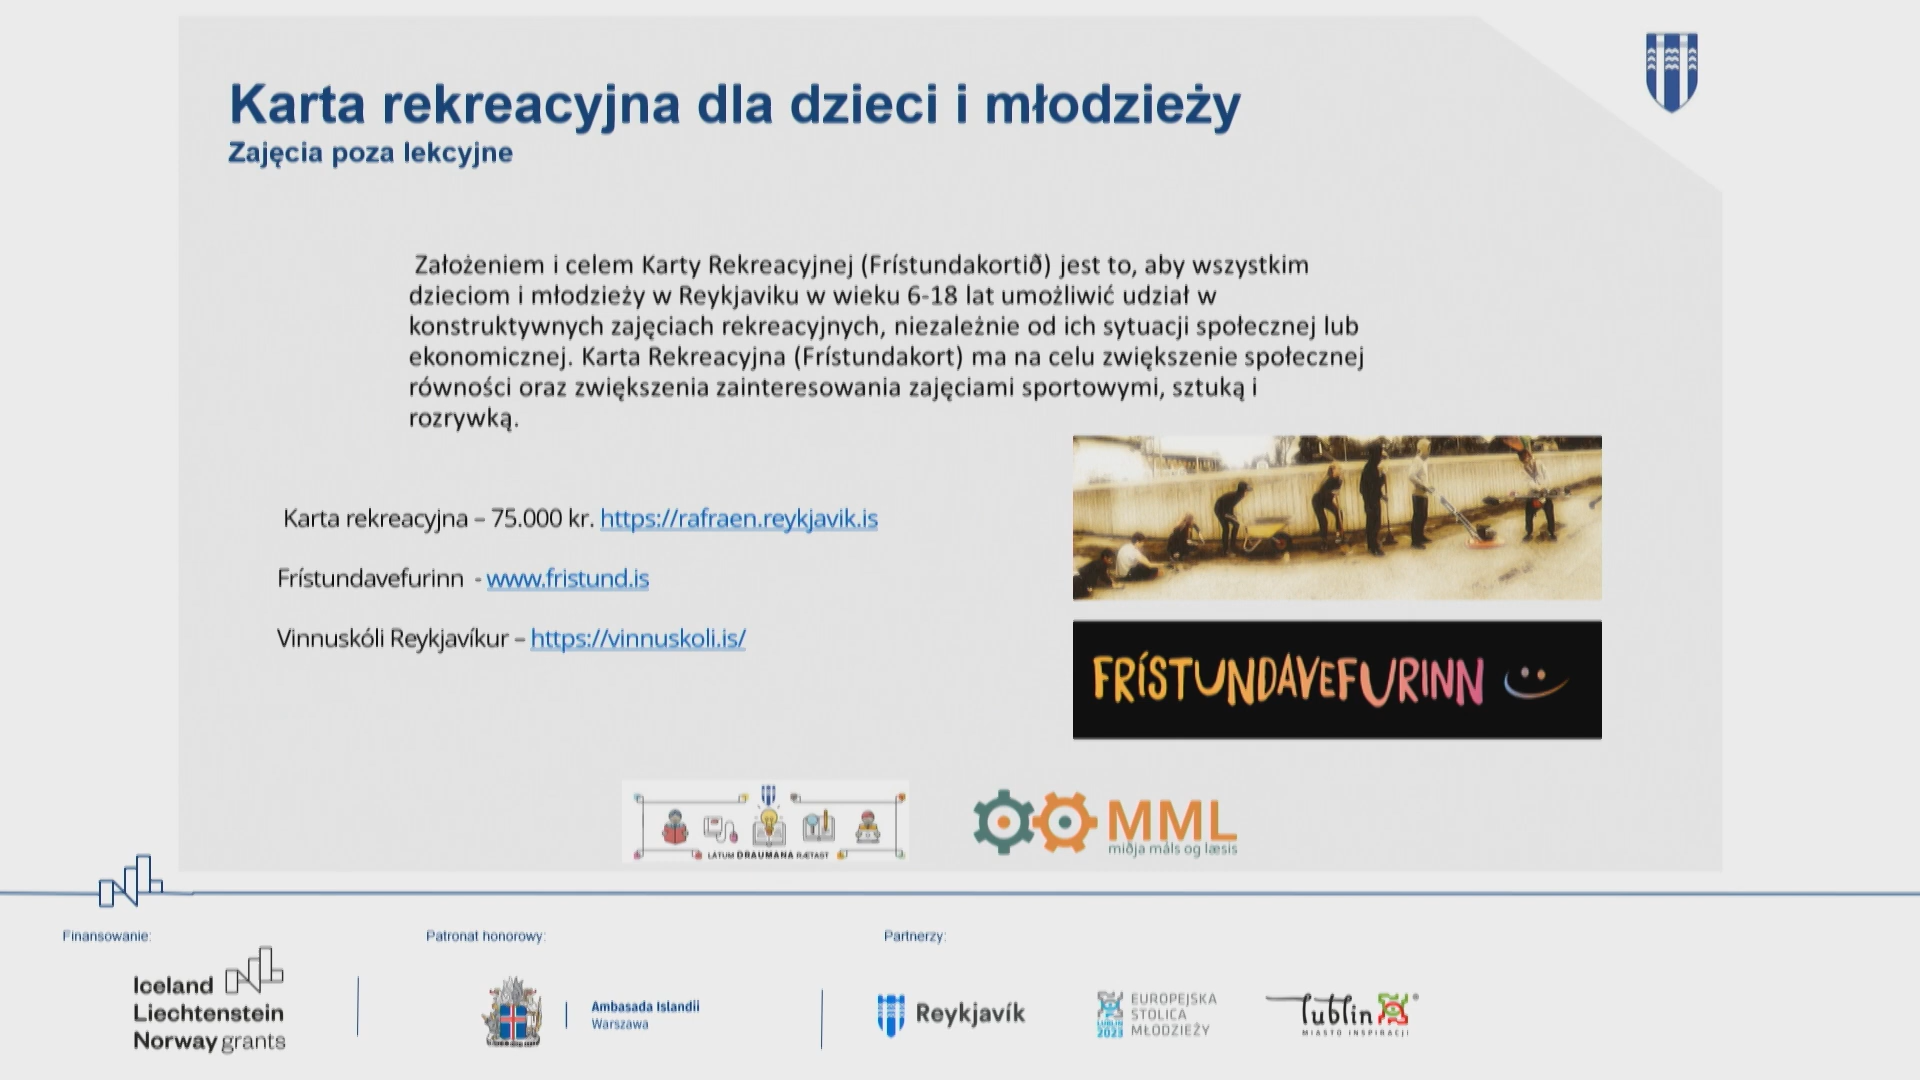 Karta rekreacyjna dla dzieci i młodzieży
Zajęcia poza lekcyjne
Założeniem i celem Karty Rekreacyjnej (Frístundakortið) jest to, aby wszystkim
dzieciom i młodzieży w Reykjaviku w wieku 6-18 lat umożliwić udział w
konstruktywnych zajęciach rekreacyjnych, niezależnie od ich sytuacji społecznej lub
ekonomicznej. Karta Rekreacyjna (Frístundakort) ma na celu zwiększenie społecznej
równości oraz zwiększenia zainteresowania zajęciami sportowymi, sztuką i
rozrywką.
Karta rekreacyjna – 75.000 kr. https://rafraen.reykjavik.is
Frístundavefurinn - www.fristund.is
Vinnuskóli Reykjavíkur – https://vinnuskoli.is/
FRÍSTUNDAVEFURINN
LÁTUM DRAUMANA RÆTAST
MML
miðja máls og læsis
Finansowanie:
Iceland
Liechtenstein
Norway grants
Patronat honorowy:
Ambasada Islandii
Warszawa
Partnerzy:
Reykjavík
EUROPEJSKA
STOLICA
MŁODZIEŻY
LUBLIN
2023
lublin
MIASTO INSPIRACJI